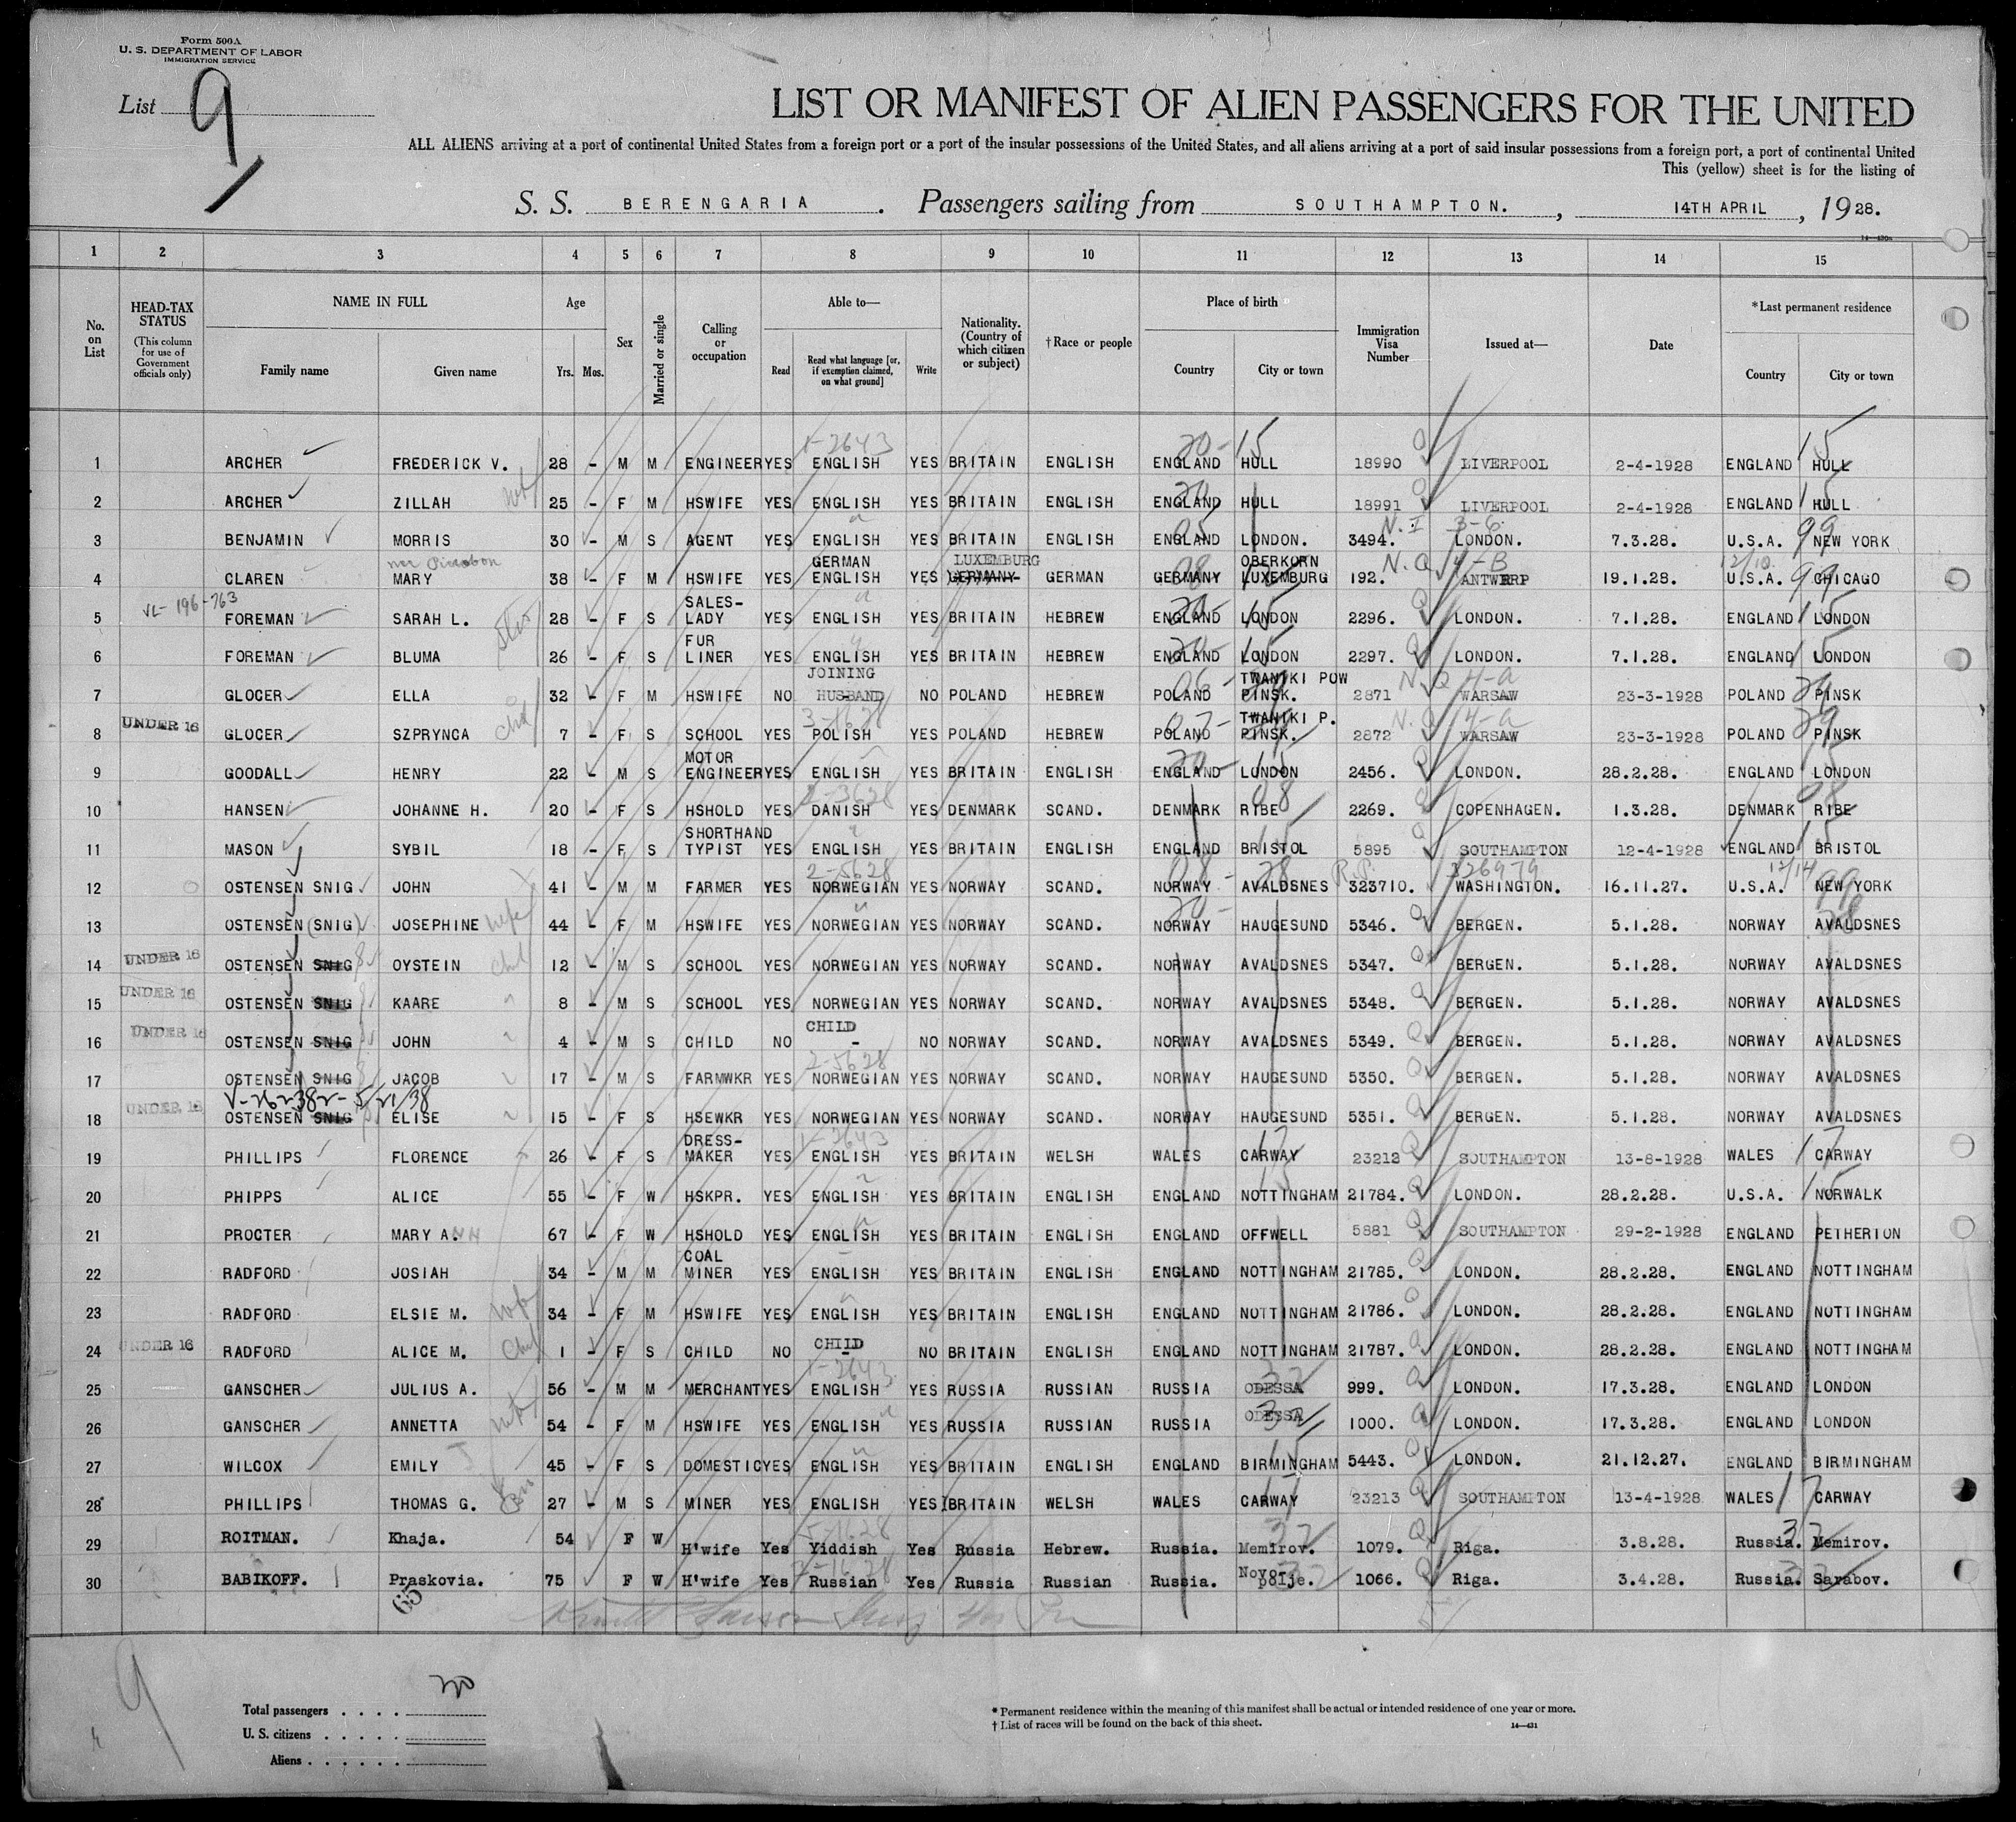 Form 500A
U. S. DEPARTMENT OF LABOR
IMMIGRATION SERVICE
List 9
LIST OR MANIFEST OF ALIEN PASSENGERS FOR THE UNITED
ALL ALIENS arriving at a port of continental United States from a foreign port or a port of the insular possessions of the United States, and all aliens arriving at a port of said insular possessions from a foreign port, a port of continental United
This (yellow) sheet is for the listing of
S. S. BERENGARIA. Passengers sailing from SOUTHAMPTON., 14TH APRIL, 1928.
1 2 3 4 5 6 7 8 9 10 11 12 13 14 15
No. on List
HEAD-TAX STATUS (This column for use of Government officials only)
NAME IN FULL Family name Given name
Age Yrs. Mos.
Sex
Married or single
Calling or occupation
Able to— Read Read what language [or, if exemption claimed, on what ground] Write
Nationality. (Country of which citizen or subject)
†Race or people
Place of birth Country City or town
Immigration Visa Number
Issued at—
Date
*Last permanent residence Country City or town
1-2643
1 ARCHER FREDERICK V. 28 - M M ENGINEER YES ENGLISH YES BRITAIN ENGLISH ENGLAND HULL 18990 LIVERPOOL 2-4-1928 ENGLAND HULL
2 ARCHER ZILLAH 25 - F M HSWIFE YES ENGLISH YES BRITAIN ENGLISH ENGLAND HULL 18991 LIVERPOOL 2-4-1928 ENGLAND HULL
3 BENJAMIN MORRIS 30 - M S AGENT YES ENGLISH YES BRITAIN ENGLISH ENGLAND LONDON. 3494. LONDON. 7.3.28. U.S.A. NEW YORK
GERMAN LUXEMBURG OBERKORN
4 CLAREN MARY 38 - F M HSWIFE YES ENGLISH YES GERMANY GERMAN GERMANY LUXEMBURG 192. ANTWERP 19.1.28. U.S.A. CHICAGO
VL-196-763
5 FOREMAN SARAH L. 28 - F S SALES-LADY YES ENGLISH YES BRITAIN HEBREW ENGLAND LONDON 2296. LONDON. 7.1.28. ENGLAND LONDON
6 FOREMAN BLUMA 26 - F S FUR LINER YES ENGLISH YES BRITAIN HEBREW ENGLAND LONDON 2297. LONDON. 7.1.28. ENGLAND LONDON
7 GLOCER ELLA 32 - F M HSWIFE NO JOINING HUSBAND NO POLAND HEBREW POLAND TWANIKI POW PINSK. 2871 WARSAW 23-3-1928 POLAND PINSK
8 UNDER 16 GLOCER SZPRYNCA 7 - F S SCHOOL YES POLISH YES POLAND HEBREW POLAND TWANIKI P. PINSK. 2872 WARSAW 23-3-1928 POLAND PINSK
9 GOODALL HENRY 22 - M S MOTOR ENGINEER YES ENGLISH YES BRITAIN ENGLISH ENGLAND LONDON 2456. LONDON. 28.2.28. ENGLAND LONDON
10 HANSEN JOHANNE H. 20 - F S HSHOLD YES DANISH YES DENMARK SCAND. DENMARK RIBE 2269. COPENHAGEN. 1.3.28. DENMARK RIBE
11 MASON SYBIL 18 - F S SHORTHAND TYPIST YES ENGLISH YES BRITAIN ENGLISH ENGLAND BRISTOL 5895 SOUTHAMPTON 12-4-1928 ENGLAND BRISTOL
2-5628 326979
12 OSTENSEN SNIG JOHN 41 - M M FARMER YES NORWEGIAN YES NORWAY SCAND. NORWAY AVALDSNES 323710. WASHINGTON. 16.11.27. U.S.A. NEW YORK
13 OSTENSEN (SNIG) JOSEPHINE wife 44 - F M HSWIFE YES NORWEGIAN YES NORWAY SCAND. NORWAY HAUGESUND 5346. BERGEN. 5.1.28. NORWAY AVALDSNES
14 UNDER 16 OSTENSEN SNIG OYSTEIN 12 - M S SCHOOL YES NORWEGIAN YES NORWAY SCAND. NORWAY AVALDSNES 5347. BERGEN. 5.1.28. NORWAY AVALDSNES
15 UNDER 16 OSTENSEN SNIG KAARE 8 - M S SCHOOL YES NORWEGIAN YES NORWAY SCAND. NORWAY AVALDSNES 5348. BERGEN. 5.1.28. NORWAY AVALDSNES
16 UNDER 16 OSTENSEN SNIG JOHN 4 - M S CHILD NO CHILD - NO NORWAY SCAND. NORWAY AVALDSNES 5349. BERGEN. 5.1.28. NORWAY AVALDSNES
2-5628
17 OSTENSEN SNIG JACOB 17 - M S FARMWKR YES NORWEGIAN YES NORWAY SCAND. NORWAY HAUGESUND 5350. BERGEN. 5.1.28. NORWAY AVALDSNES
18 UNDER 16 OSTENSEN SNIG ELISE 15 - F S HSEWKR YES NORWEGIAN YES NORWAY SCAND. NORWAY HAUGESUND 5351. BERGEN. 5.1.28. NORWAY AVALDSNES
1-2643
19 PHILLIPS FLORENCE 26 - F S DRESS-MAKER YES ENGLISH YES BRITAIN WELSH WALES CARWAY 23212 SOUTHAMPTON 13-8-1928 WALES CARWAY
20 PHIPPS ALICE 55 - F W HSKPR. YES ENGLISH YES BRITAIN ENGLISH ENGLAND NOTTINGHAM 21784. LONDON. 28.2.28. U.S.A. NORWALK
21 PROCTER MARY A. 67 - F W HSHOLD YES ENGLISH YES BRITAIN ENGLISH ENGLAND OFFWELL 5881 SOUTHAMPTON 29-2-1928 ENGLAND PETHERTON
22 RADFORD JOSIAH 34 - M M COAL MINER YES ENGLISH YES BRITAIN ENGLISH ENGLAND NOTTINGHAM 21785. LONDON. 28.2.28. ENGLAND NOTTINGHAM
23 RADFORD ELSIE M. 34 - F M HSWIFE YES ENGLISH YES BRITAIN ENGLISH ENGLAND NOTTINGHAM 21786. LONDON. 28.2.28. ENGLAND NOTTINGHAM
24 UNDER 16 RADFORD ALICE M. 1 - F S CHILD NO CHILD - NO BRITAIN ENGLISH ENGLAND NOTTINGHAM 21787. LONDON. 28.2.28. ENGLAND NOTTINGHAM
1-2643
25 GANSCHER JULIUS A. 56 - M M MERCHANT YES ENGLISH YES RUSSIA RUSSIAN RUSSIA ODESSA 999. LONDON. 17.3.28. ENGLAND LONDON
26 GANSCHER ANNETTA 54 - F M HSWIFE YES ENGLISH YES RUSSIA RUSSIAN RUSSIA ODESSA 1000. LONDON. 17.3.28. ENGLAND LONDON
27 WILCOX EMILY 45 - F S DOMESTIC YES ENGLISH YES BRITAIN ENGLISH ENGLAND BIRMINGHAM 5443. LONDON. 21.12.27. ENGLAND BIRMINGHAM
28 PHILLIPS THOMAS G. 27 - M S MINER YES ENGLISH YES BRITAIN WELSH WALES CARWAY 23213 SOUTHAMPTON 13-4-1928 WALES CARWAY
29 ROITMAN. Khaja. 54 F W H'wife Yes Yiddish Yes Russia Hebrew. Russia. Memirov. 1079. Riga. 3.8.28. Russia. Memirov.
30 BABIKOFF. Praskovia. 75 F W H'wife Yes Russian Yes Russia Russian Russia. Novo-polje. 1066. Riga. 3.4.28. Russia. Sarabov.
65
9
Total passengers . . . .
U. S. citizens . . . . .
Aliens . . . . . .
* Permanent residence within the meaning of this manifest shall be actual or intended residence of one year or more.
† List of races will be found on the back of this sheet.
14—431